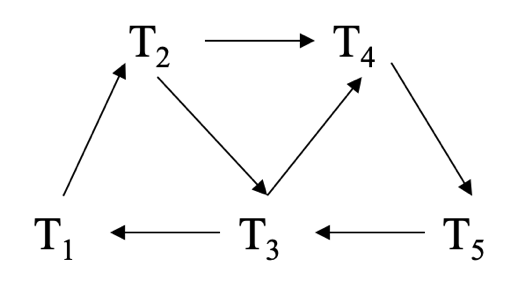 T₂ T₄
T₁ T₃ T₅